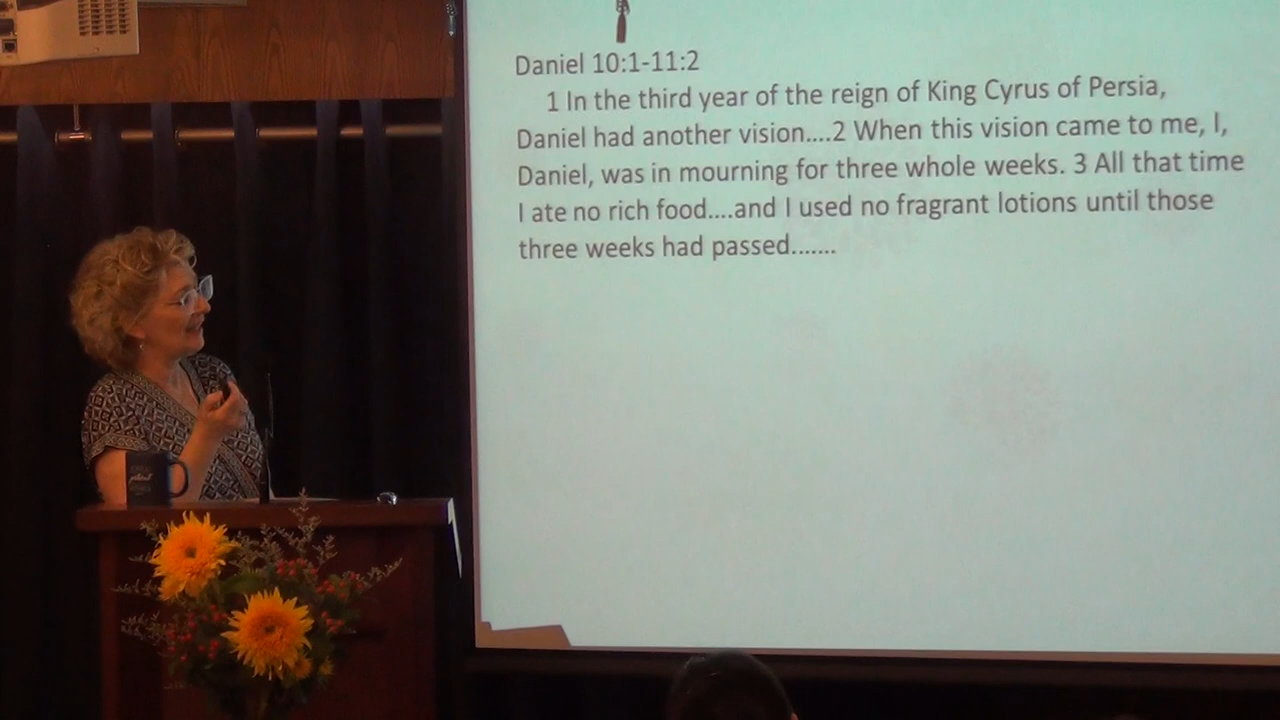 Daniel 10:1-11:2
1 In the third year of the reign of King Cyrus of Persia,
Daniel had another vision....2 When this vision came to me, I,
Daniel, was in mourning for three whole weeks. 3 All that time
I ate no rich food....and I used no fragrant lotions until those
three weeks had passed.......